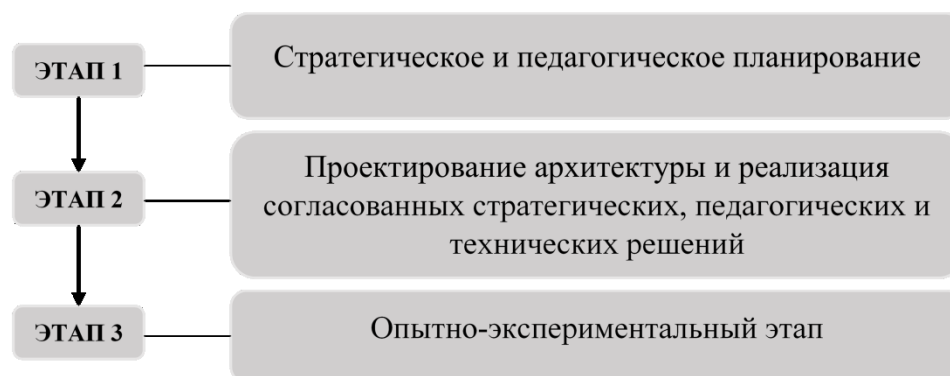 ЭТАП 1
Стратегическое и педагогическое планирование
ЭТАП 2
Проектирование архитектуры и реализация
согласованных стратегических, педагогических и
технических решений
ЭТАП 3
Опытно-экспериментальный этап